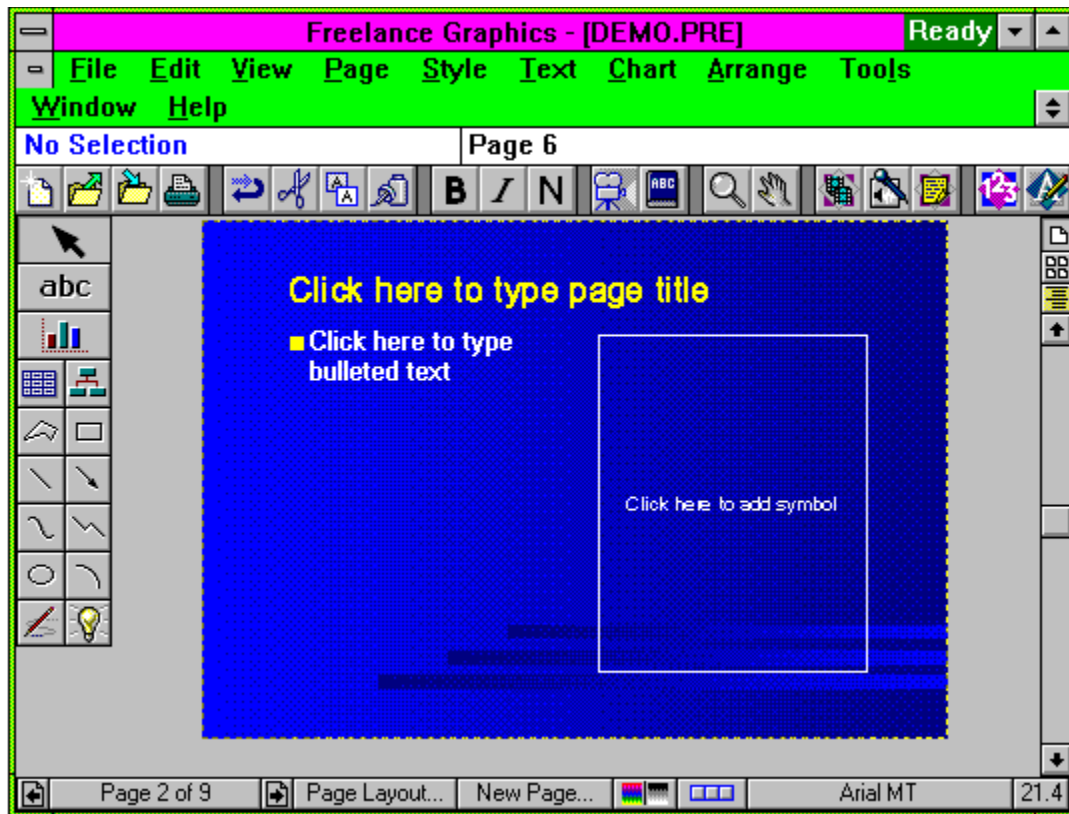 Freelance Graphics - [DEMO.PRE] Ready
File Edit View Page Style Text Chart Arrange Tools
Window Help
No Selection Page 6
B I N ABC 123 A
abc
Click here to type page title
Click here to type
bulleted text
Click here to add symbol
Page 2 of 9 Page Layout... New Page... Arial MT 21.4